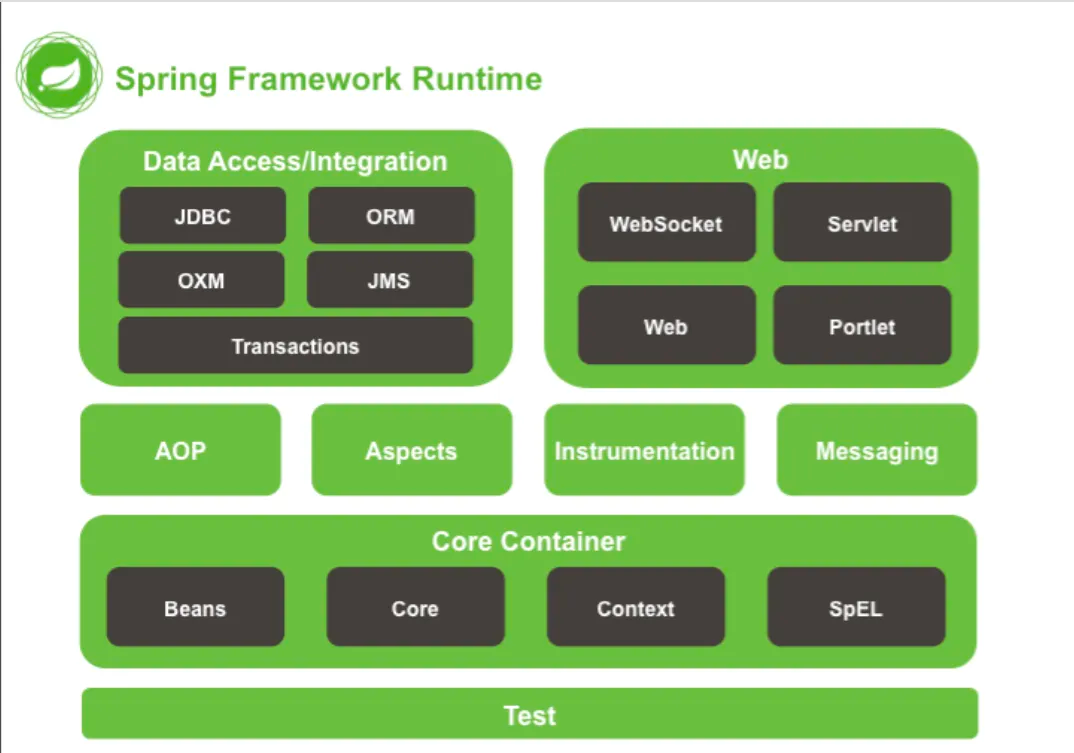 Spring Framework Runtime
Data Access/Integration
JDBC
ORM
OXM
JMS
Transactions
Web
WebSocket
Servlet
Web
Portlet
AOP
Aspects
Instrumentation
Messaging
Core Container
Beans
Core
Context
SpEL
Test